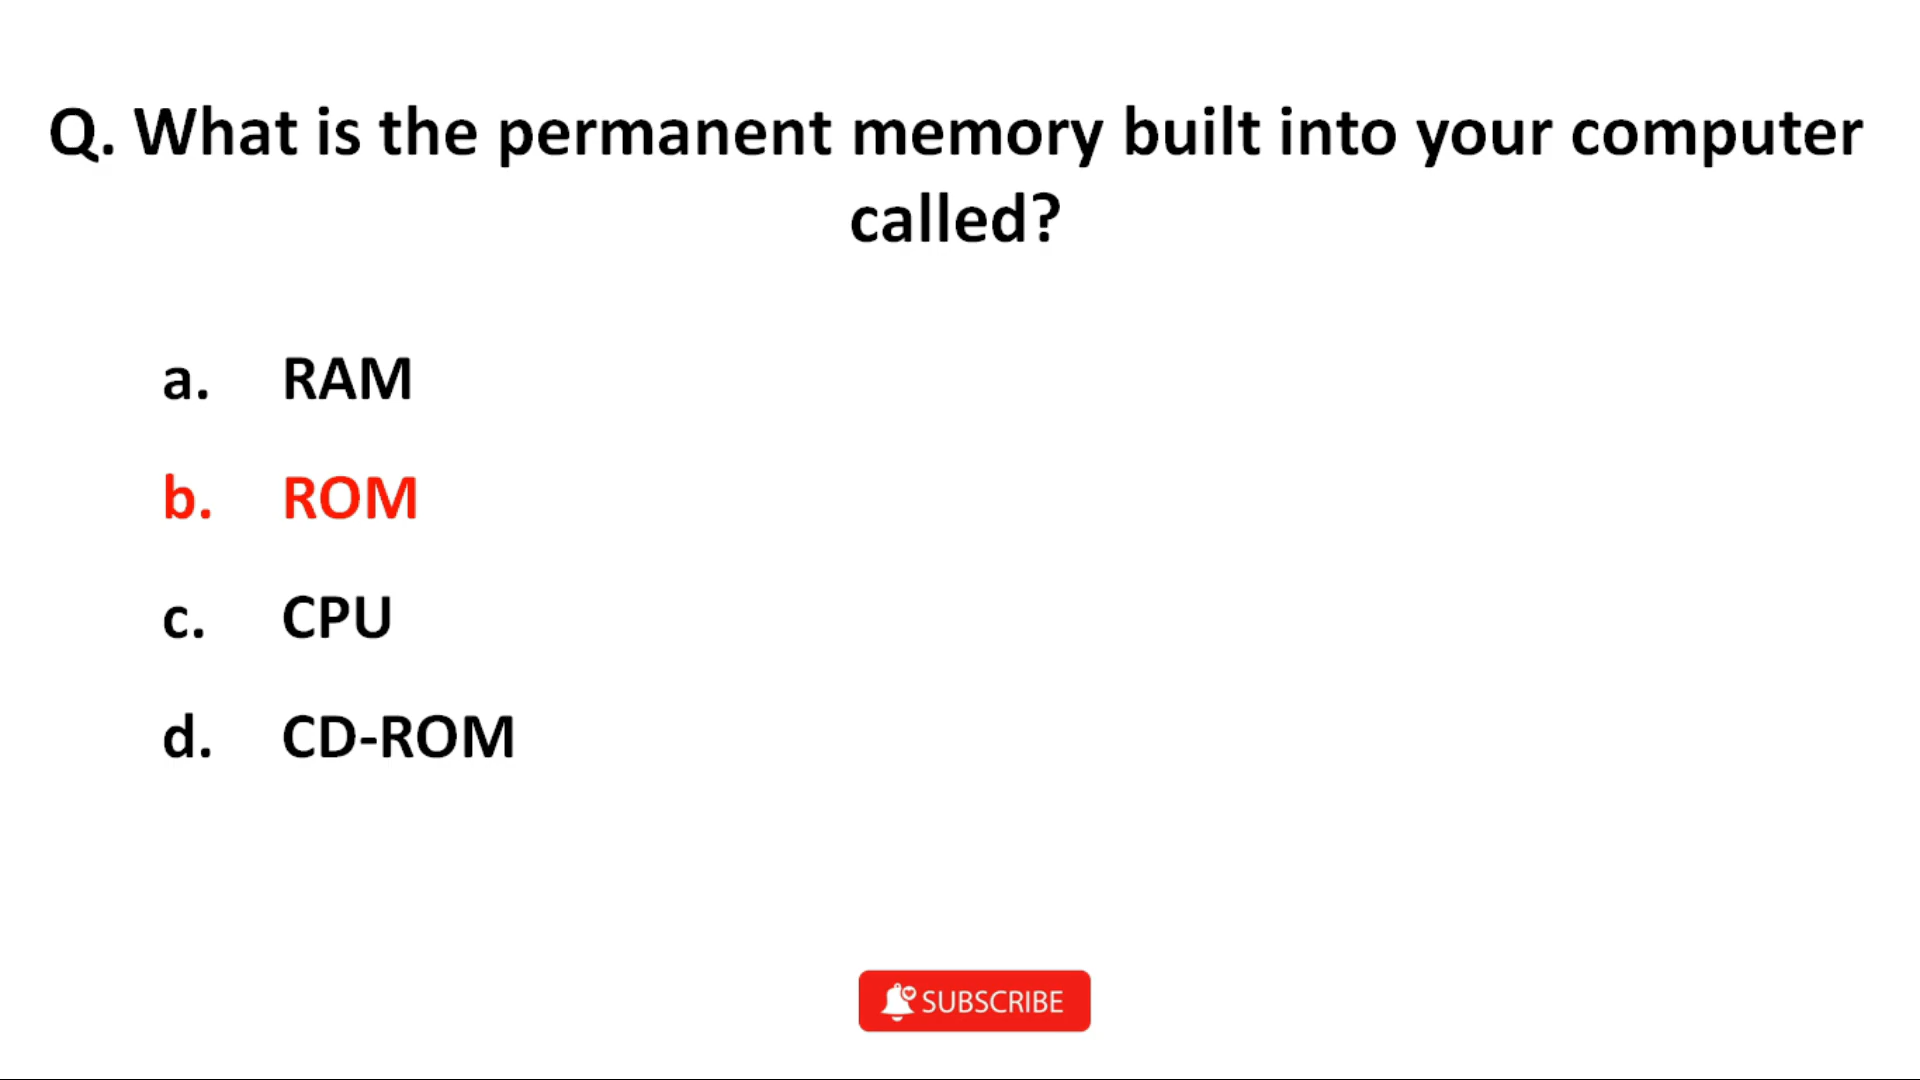 Q. What is the permanent memory built into your computer
called?
a. RAM
b. ROM
c. CPU
d. CD-ROM
SUBSCRIBE